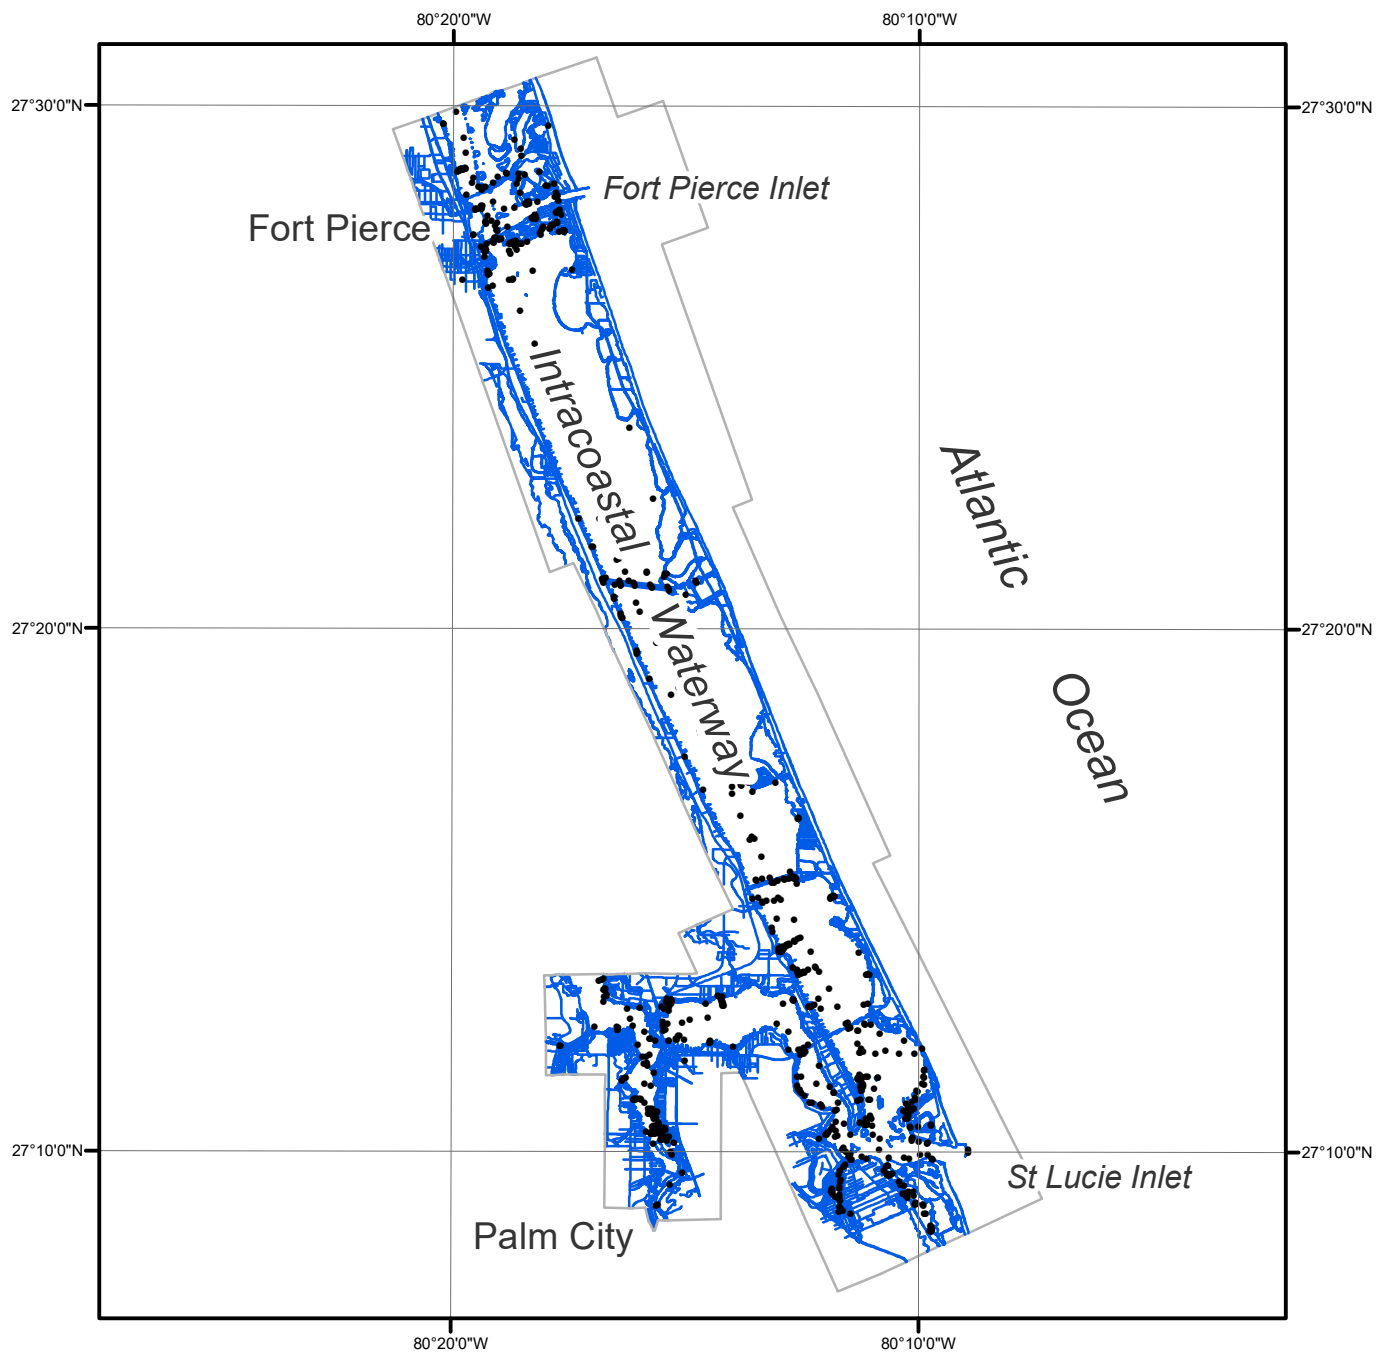 80°20'0"W
80°10'0"W
27°30'0"N
27°30'0"N
Fort Pierce Inlet
Fort Pierce
Intracoastal
Atlantic
27°20'0"N
27°20'0"N
Waterway
Ocean
27°10'0"N
27°10'0"N
St Lucie Inlet
Palm City
80°20'0"W
80°10'0"W